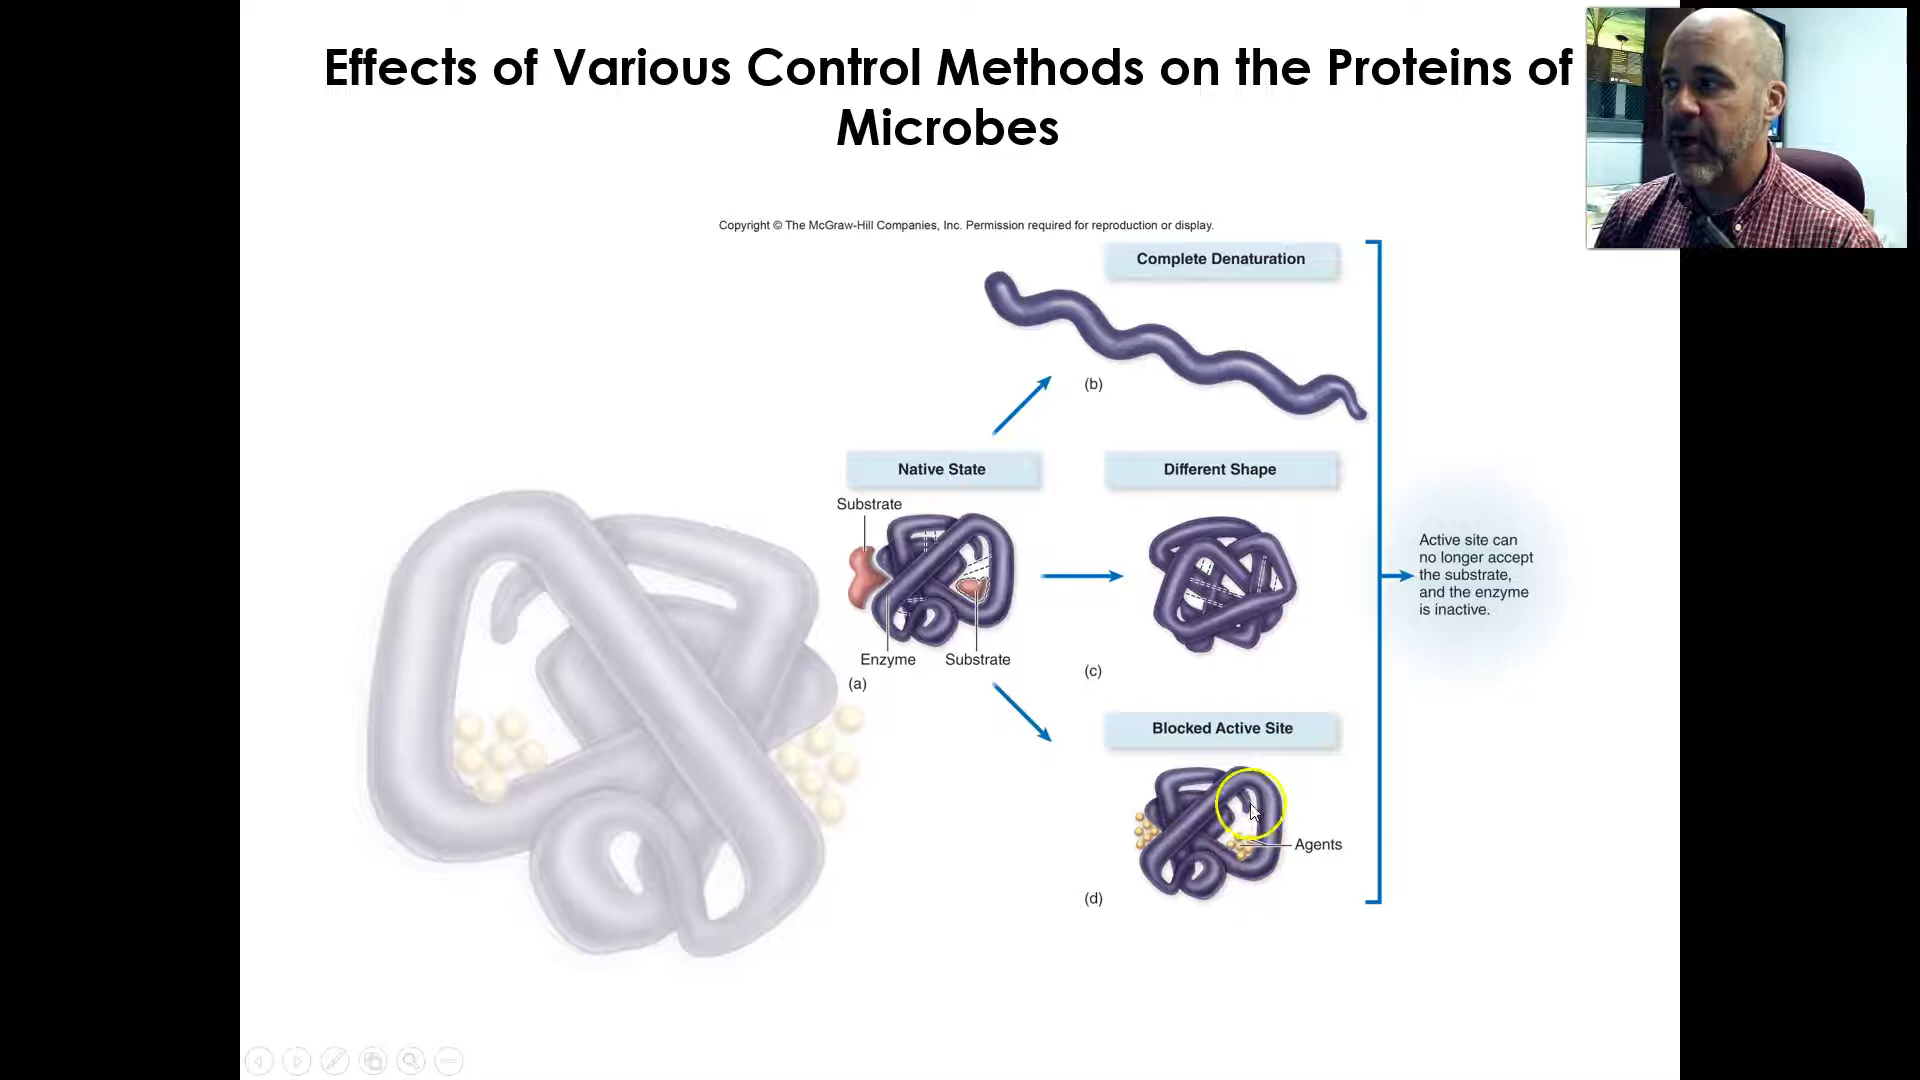 Effects of Various Control Methods on the Proteins of
Microbes
Copyright © The McGraw-Hill Companies, Inc. Permission required for reproduction or display.
Complete Denaturation
(b)
Native State
Different Shape
Substrate
Enzyme
Substrate
(a)
(c)
Active site can
no longer accept
the substrate,
and the enzyme
is inactive.
Blocked Active Site
Agents
(d)